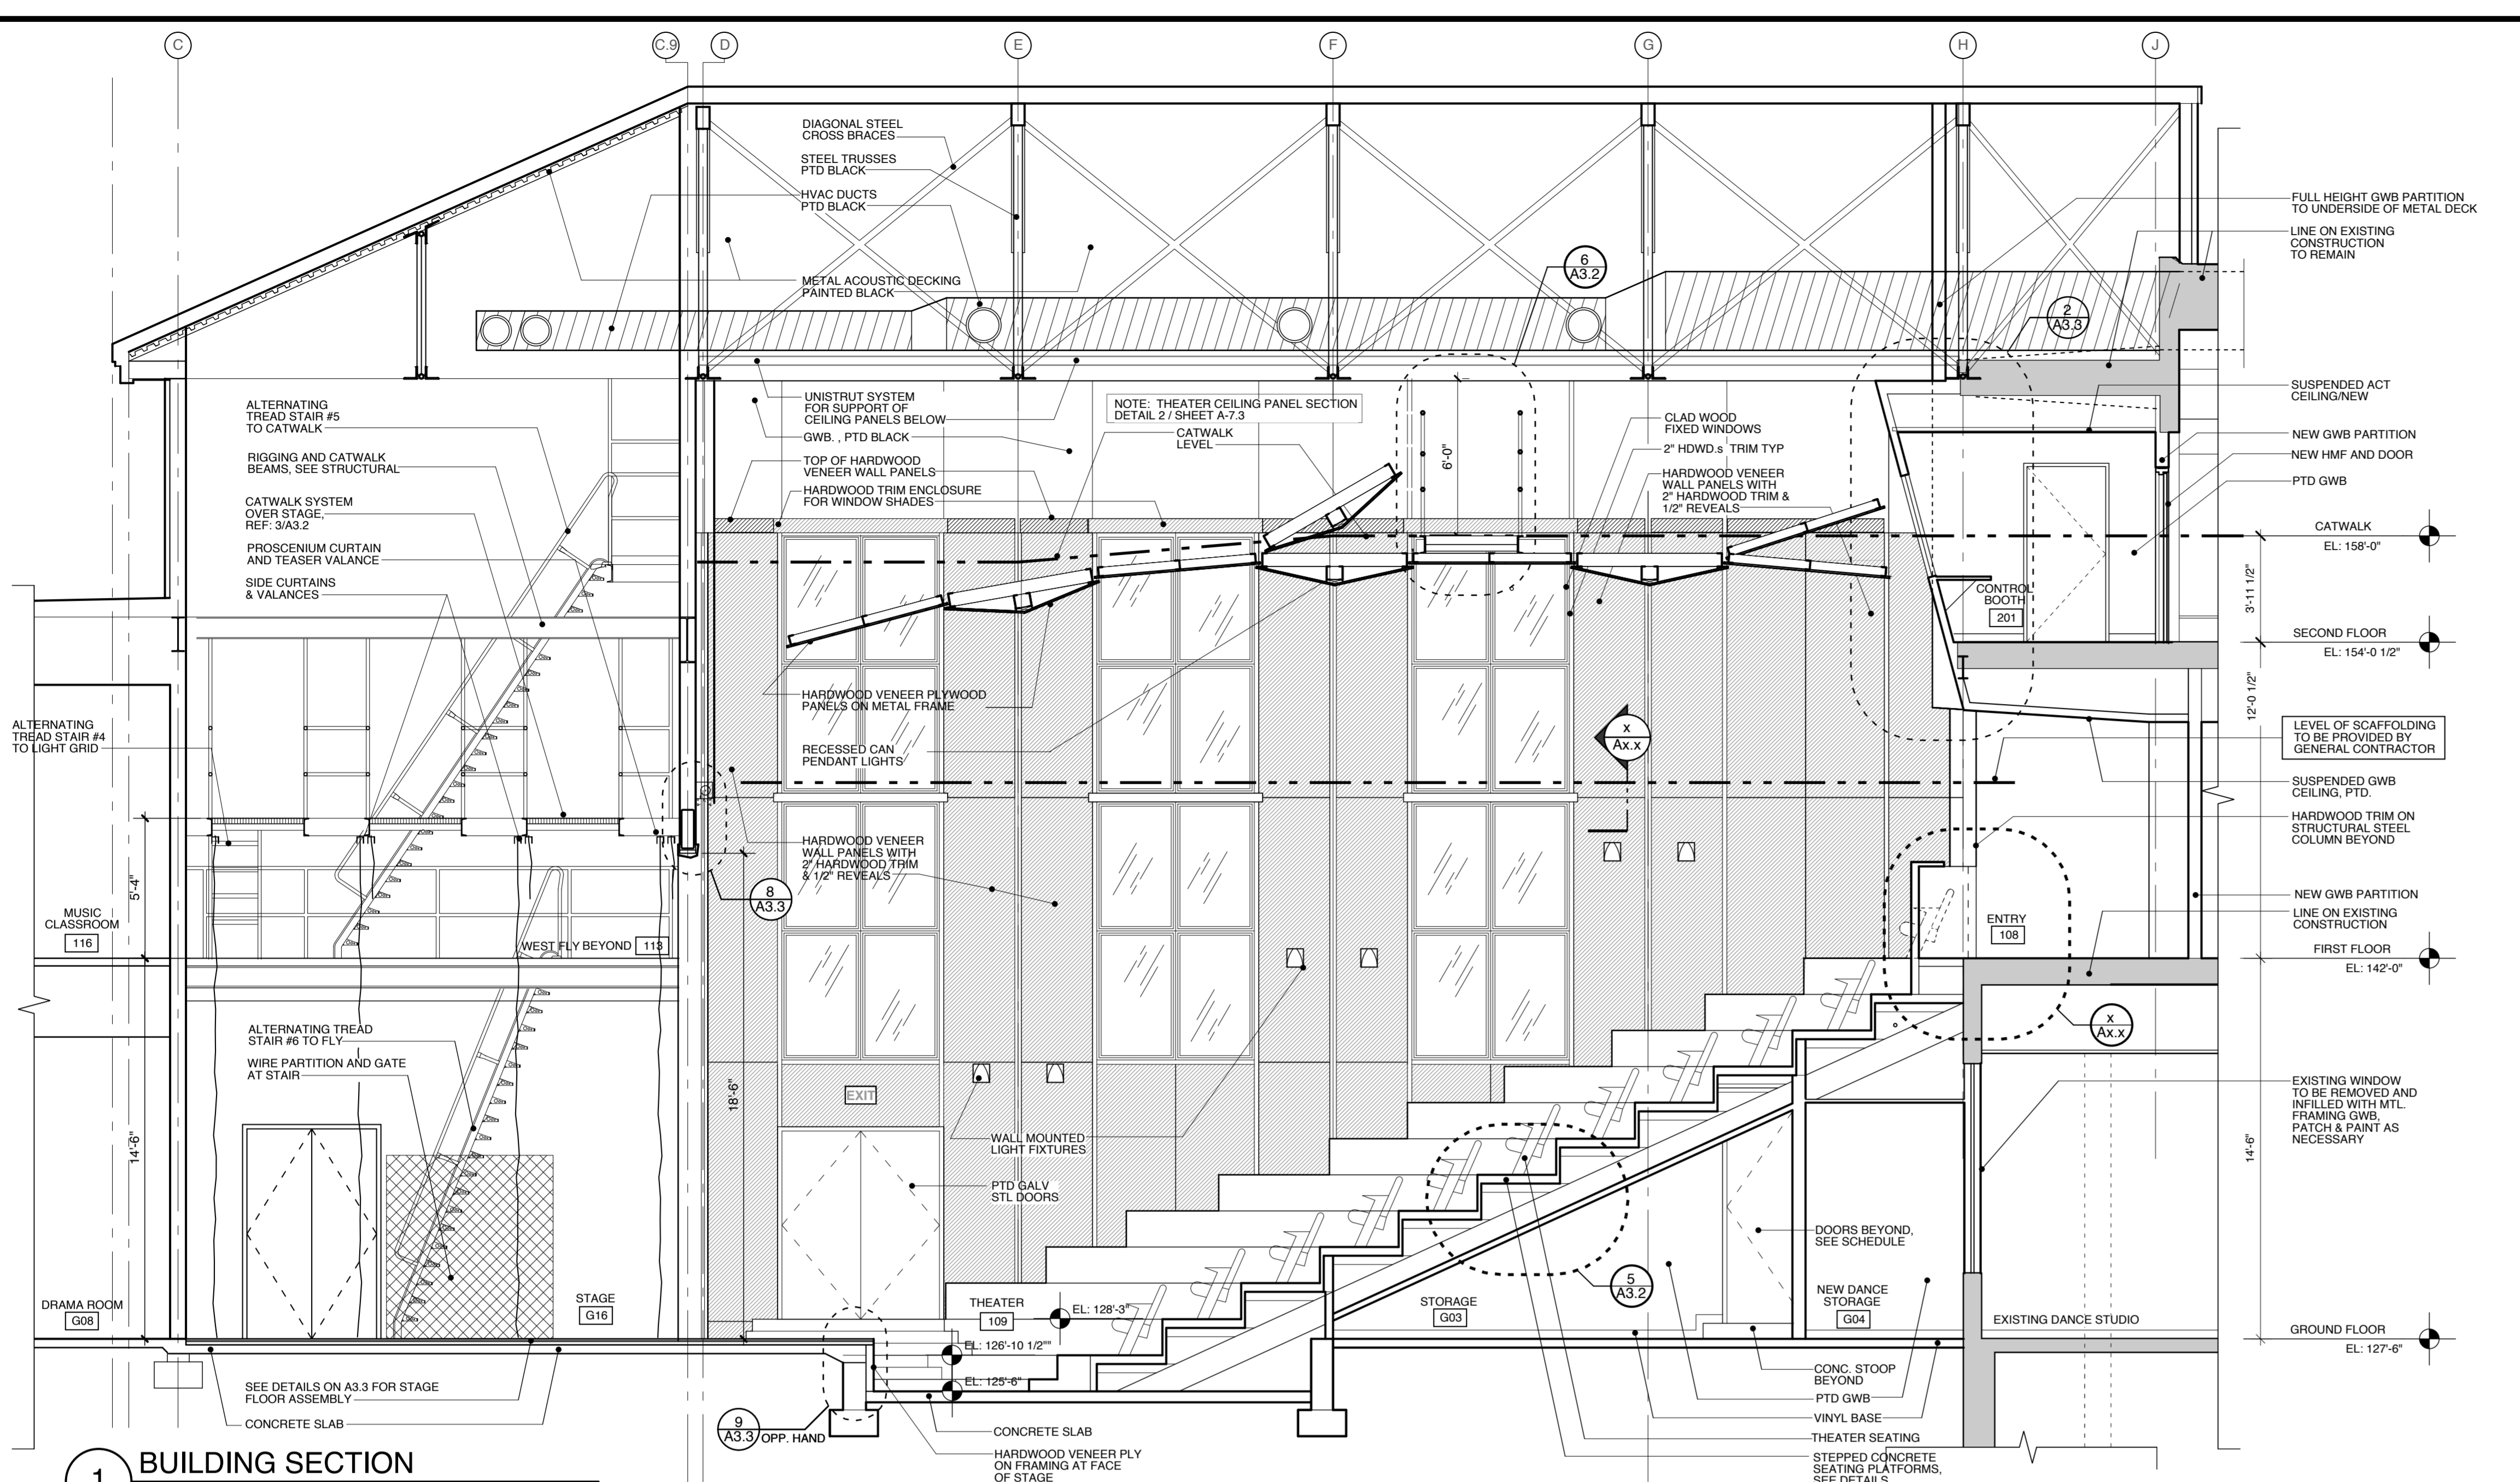 C
C.9
D
E
F
G
H
J
DIAGONAL STEEL
CROSS BRACES
STEEL TRUSSES
PTD BLACK
HVAC DUCTS
PTD BLACK
METAL ACOUSTIC DECKING
PAINTED BLACK
6
A3.2
2
A3.3
FULL HEIGHT GWB PARTITION
TO UNDERSIDE OF METAL DECK
LINE ON EXISTING
CONSTRUCTION
TO REMAIN
SUSPENDED ACT
CEILING/NEW
NEW GWB PARTITION
NEW HMF AND DOOR
PTD GWB
CATWALK
EL: 158'-0"
3'-11 1/2"
SECOND FLOOR
EL: 154'-0 1/2"
12'-0 1/2"
LEVEL OF SCAFFOLDING
TO BE PROVIDED BY
GENERAL CONTRACTOR
SUSPENDED GWB
CEILING, PTD.
HARDWOOD TRIM ON
STRUCTURAL STEEL
COLUMN BEYOND
NEW GWB PARTITION
LINE ON EXISTING
CONSTRUCTION
FIRST FLOOR
EL: 142'-0"
EXISTING WINDOW
TO BE REMOVED AND
INFILLED WITH MTL.
FRAMING GWB,
PATCH & PAINT AS
NECESSARY
14'-6"
GROUND FLOOR
EL: 127'-6"
ALTERNATING
TREAD STAIR #5
TO CATWALK
RIGGING AND CATWALK
BEAMS, SEE STRUCTURAL
CATWALK SYSTEM
OVER STAGE,
REF: 3/A3.2
PROSCENIUM CURTAIN
AND TEASER VALANCE
SIDE CURTAINS
& VALANCES
ALTERNATING
TREAD STAIR #4
TO LIGHT GRID
5'-4"
MUSIC
CLASSROOM
116
WEST FLY BEYOND 113
14'-6"
ALTERNATING TREAD
STAIR #6 TO FLY
WIRE PARTITION AND GATE
AT STAIR
DRAMA ROOM
G08
STAGE
G16
SEE DETAILS ON A3.3 FOR STAGE
FLOOR ASSEMBLY
CONCRETE SLAB
UNISTRUT SYSTEM
FOR SUPPORT OF
CEILING PANELS BELOW
GWB. , PTD BLACK
TOP OF HARDWOOD
VENEER WALL PANELS
HARDWOOD TRIM ENCLOSURE
FOR WINDOW SHADES
NOTE: THEATER CEILING PANEL SECTION
DETAIL 2 / SHEET A-7.3
CATWALK
LEVEL
6'-0"
CLAD WOOD
FIXED WINDOWS
2" HDWD.s TRIM TYP
HARDWOOD VENEER
WALL PANELS WITH
2" HARDWOOD TRIM &
1/2" REVEALS
CONTROL
BOOTH
201
HARDWOOD VENEER PLYWOOD
PANELS ON METAL FRAME
RECESSED CAN
PENDANT LIGHTS
x
Ax.x
HARDWOOD VENEER
WALL PANELS WITH
2" HARDWOOD TRIM
& 1/2" REVEALS
8
A3.3
18'-6"
EXIT
WALL MOUNTED
LIGHT FIXTURES
PTD GALV
STL DOORS
ENTRY
108
x
Ax.x
DOORS BEYOND,
SEE SCHEDULE
THEATER
109
EL: 128'-3"
EL: 126'-10 1/2""
EL: 125'-6"
5
A3.2
STORAGE
G03
NEW DANCE
STORAGE
G04
EXISTING DANCE STUDIO
9
A3.3
OPP. HAND
CONCRETE SLAB
HARDWOOD VENEER PLY
ON FRAMING AT FACE
OF STAGE
CONC. STOOP
BEYOND
PTD GWB
VINYL BASE
THEATER SEATING
STEPPED CONCRETE
SEATING PLATFORMS,
SEE DETAILS
1
BUILDING SECTION